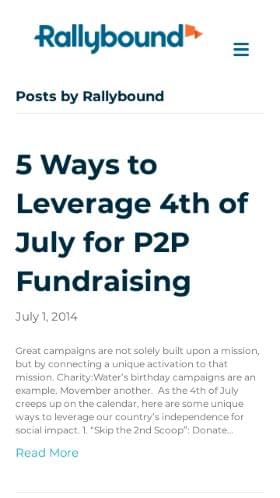 Rallybound
Posts by Rallybound
5 Ways to
Leverage 4th of
July for P2P
Fundraising
July 1, 2014
Great campaigns are not solely built upon a mission,
but by connecting a unique activation to that
mission. Charity:Water's birthday campaigns are an
example. Movember another.  As the 4th of July
creeps up on the calendar, here are some unique
ways to leverage our country's independence for
social impact. 1. "Skip the 2nd Scoop": Donate...
Read More